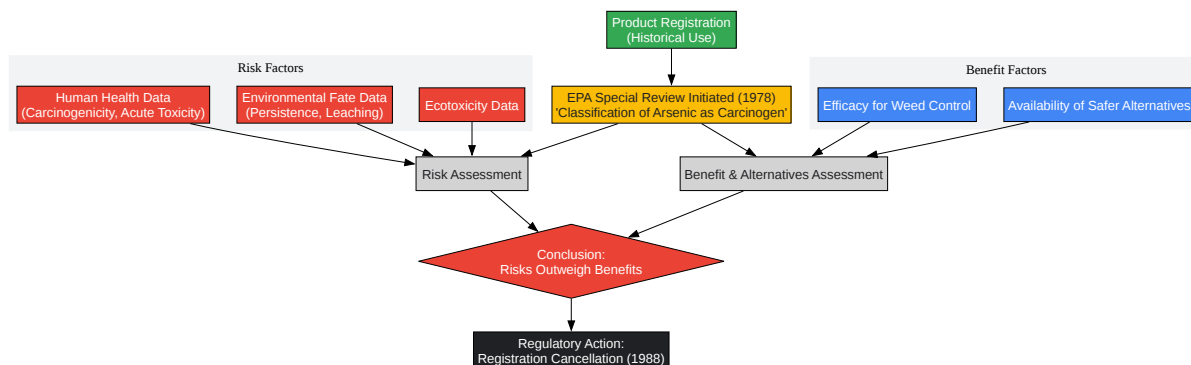 Product Registration
(Historical Use)
Risk Factors
Benefit Factors
Human Health Data
(Carcinogenicity, Acute Toxicity)
Environmental Fate Data
(Persistence, Leaching)
Ecotoxicity Data
EPA Special Review Initiated (1978)
'Classification of Arsenic as Carcinogen'
Efficacy for Weed Control
Availability of Safer Alternatives
Risk Assessment
Benefit & Alternatives Assessment
Conclusion:
Risks Outweigh Benefits
Regulatory Action:
Registration Cancellation (1988)